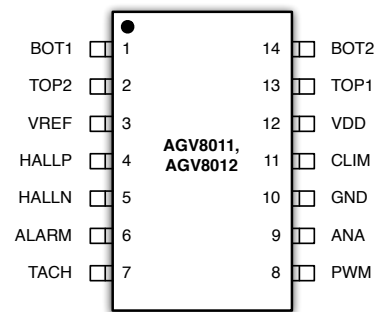 BOT1 1 14 BOT2
TOP2 2 13 TOP1
VREF 3 12 VDD
AGV8011,
HALLP 4 11 CLIM
AGV8012
HALLN 5 10 GND
ALARM 6 9 ANA
TACH 7 8 PWM